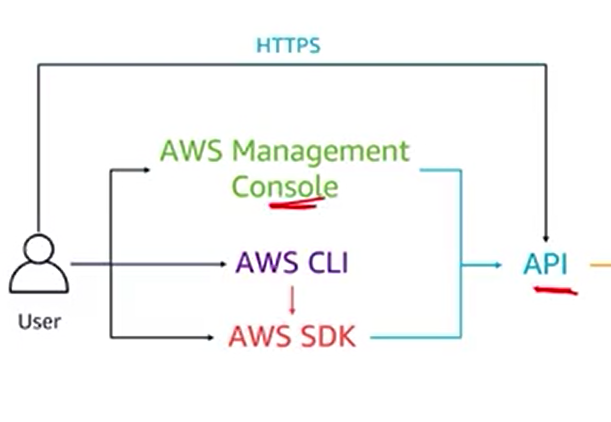 HTTPS
AWS Management
Console
AWS CLI
API
User
AWS SDK